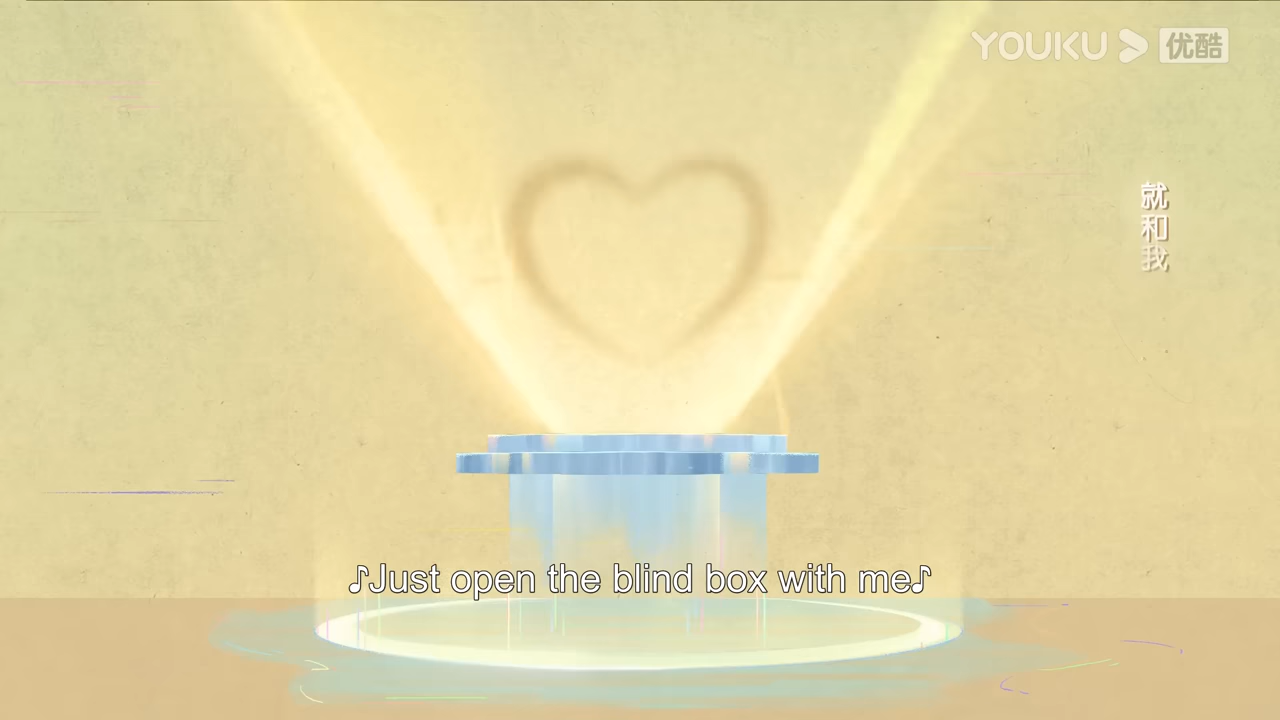 YOUKU 优酷
就和我
♪Just open the blind box with me♪